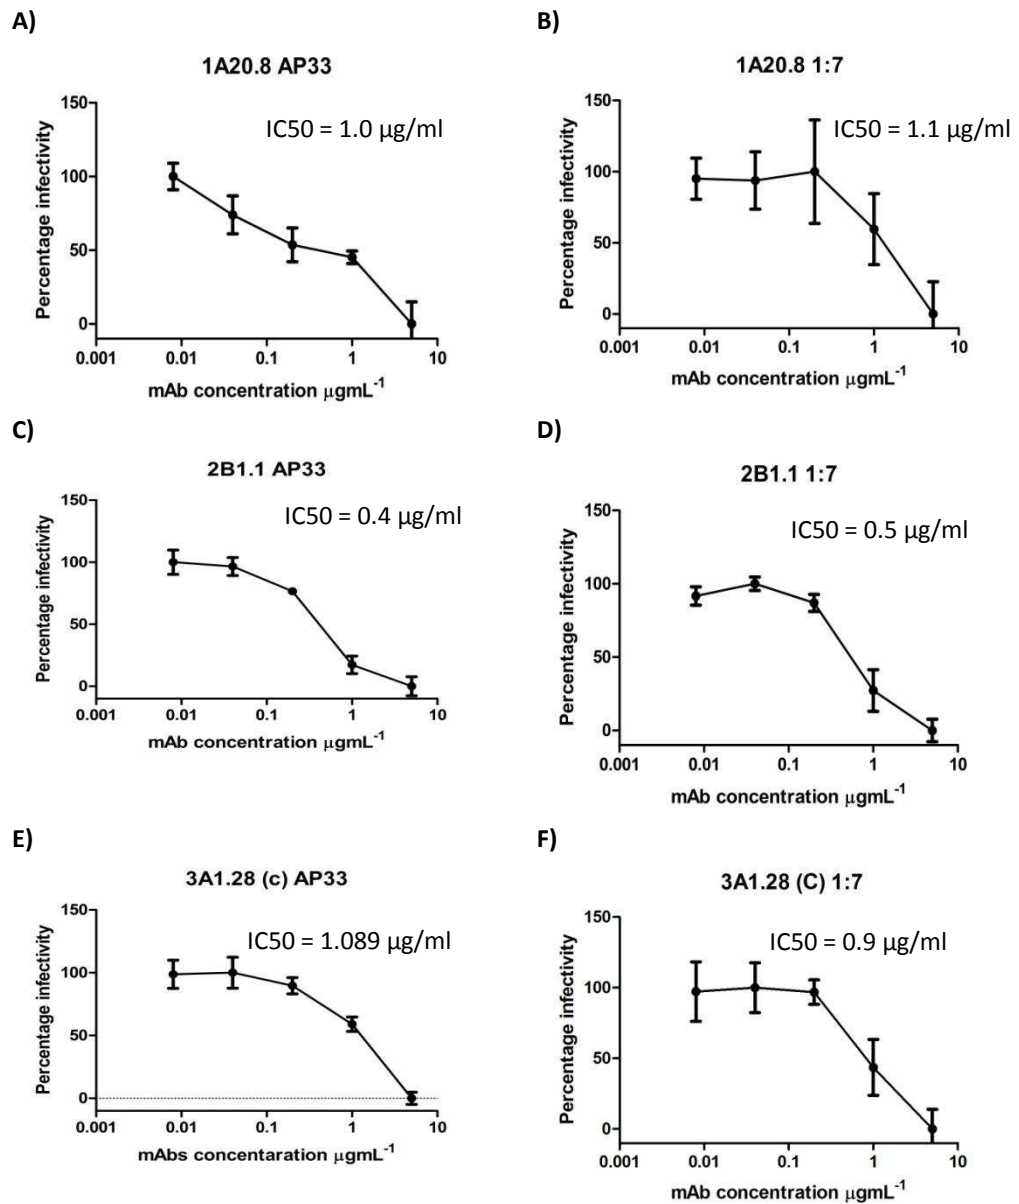 A)
1A20.8 AP33
IC50 = 1.0 µg/ml
Percentage infectivity
150
100
50
0
0.001 0.01 0.1 1 10
mAb concentration µgmL⁻¹
B)
1A20.8 1:7
IC50 = 1.1 µg/ml
Percentage infectivity
150
100
50
0
0.001 0.01 0.1 1 10
mAb concentration µgmL⁻¹
C)
2B1.1 AP33
IC50 = 0.4 µg/ml
Percentage infectivity
150
100
50
0
0.001 0.01 0.1 1 10
mAb concentration µgmL⁻¹
D)
2B1.1 1:7
IC50 = 0.5 µg/ml
Percentage infectivity
150
100
50
0
0.001 0.01 0.1 1 10
mAb concentration µgmL⁻¹
E)
3A1.28 (c) AP33
IC50 = 1.089 µg/ml
Percentage infectivity
150
100
50
0
0.001 0.01 0.1 1 10
mAbs concentaration µgmL⁻¹
F)
3A1.28 (C) 1:7
IC50 = 0.9 µg/ml
Percentage infectivity
150
100
50
0
0.001 0.01 0.1 1 10
mAb concentration µgmL⁻¹